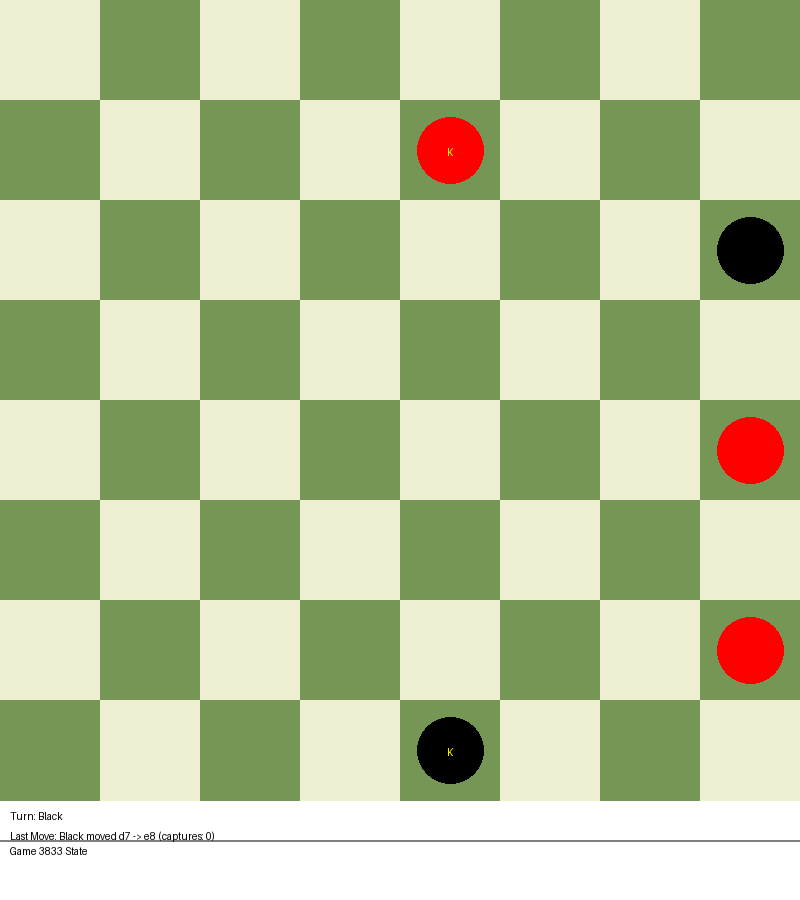 K
K
Turn: Black
Last Move: Black moved d7 -> e8 (captures: 0)
Game 3833 State